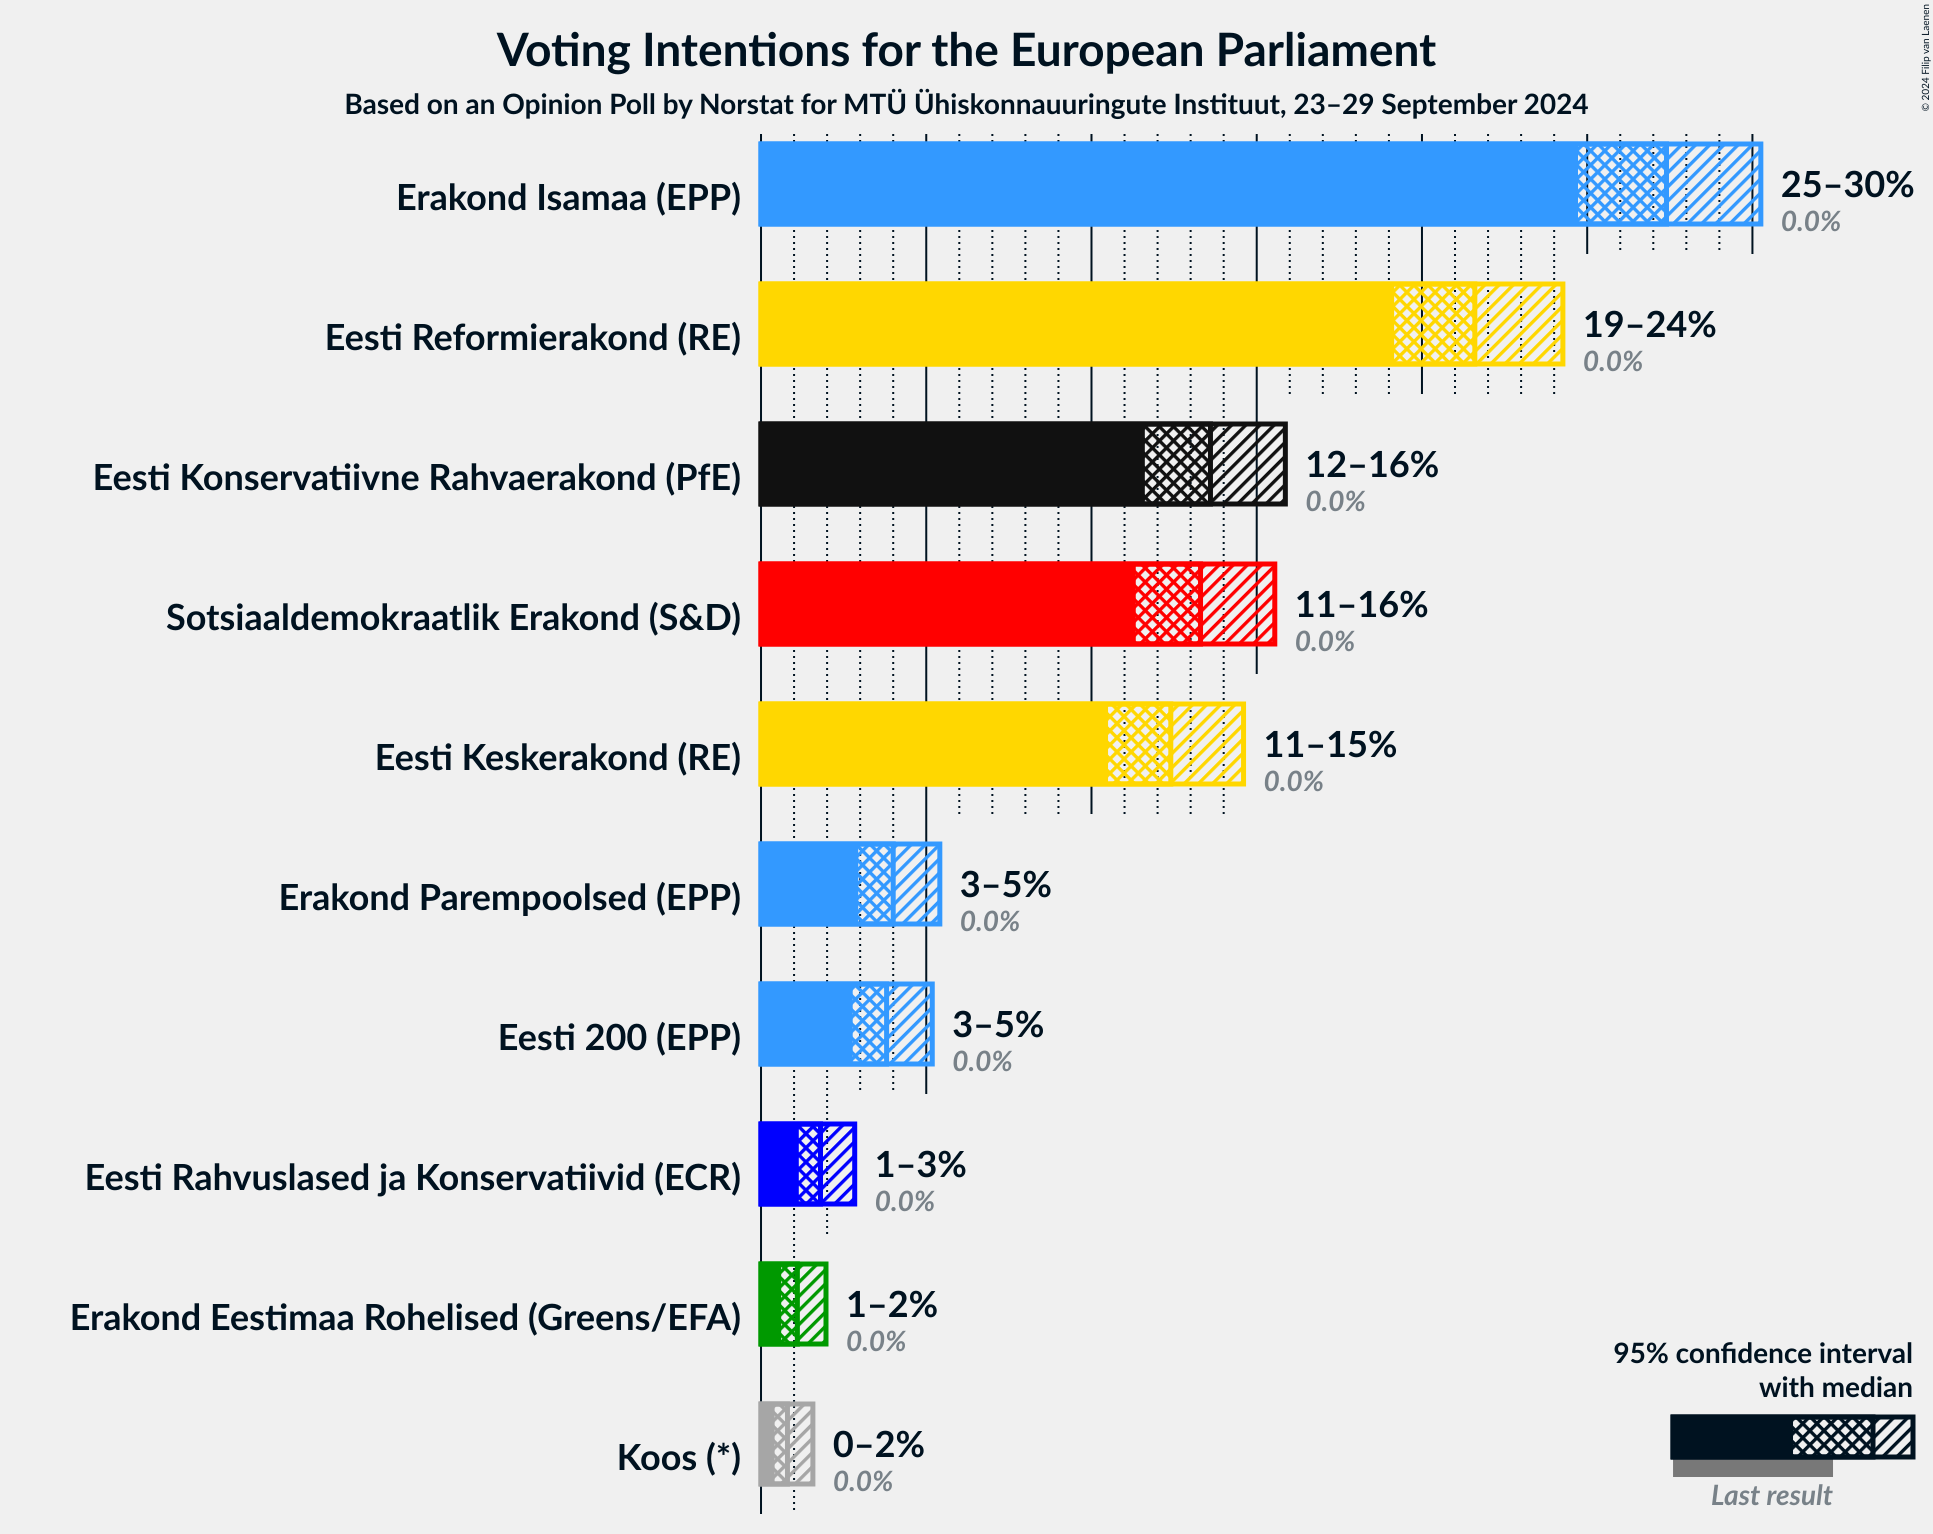 Voting Intentions for the European Parliament
Based on an Opinion Poll by Norstat for MTÜ Ühiskonnauuringute Instituut, 23–29 September 2024
© 2024 Filip van Laenen
Erakond Isamaa (EPP)
25–30%
0.0%
Eesti Reformierakond (RE)
19–24%
0.0%
Eesti Konservatiivne Rahvaerakond (PfE)
12–16%
0.0%
Sotsiaaldemokraatlik Erakond (S&D)
11–16%
0.0%
Eesti Keskerakond (RE)
11–15%
0.0%
Erakond Parempoolsed (EPP)
3–5%
0.0%
Eesti 200 (EPP)
3–5%
0.0%
Eesti Rahvuslased ja Konservatiivid (ECR)
1–3%
0.0%
Erakond Eestimaa Rohelised (Greens/EFA)
1–2%
0.0%
Koos (*)
0–2%
0.0%
95% confidence interval
with median
Last result